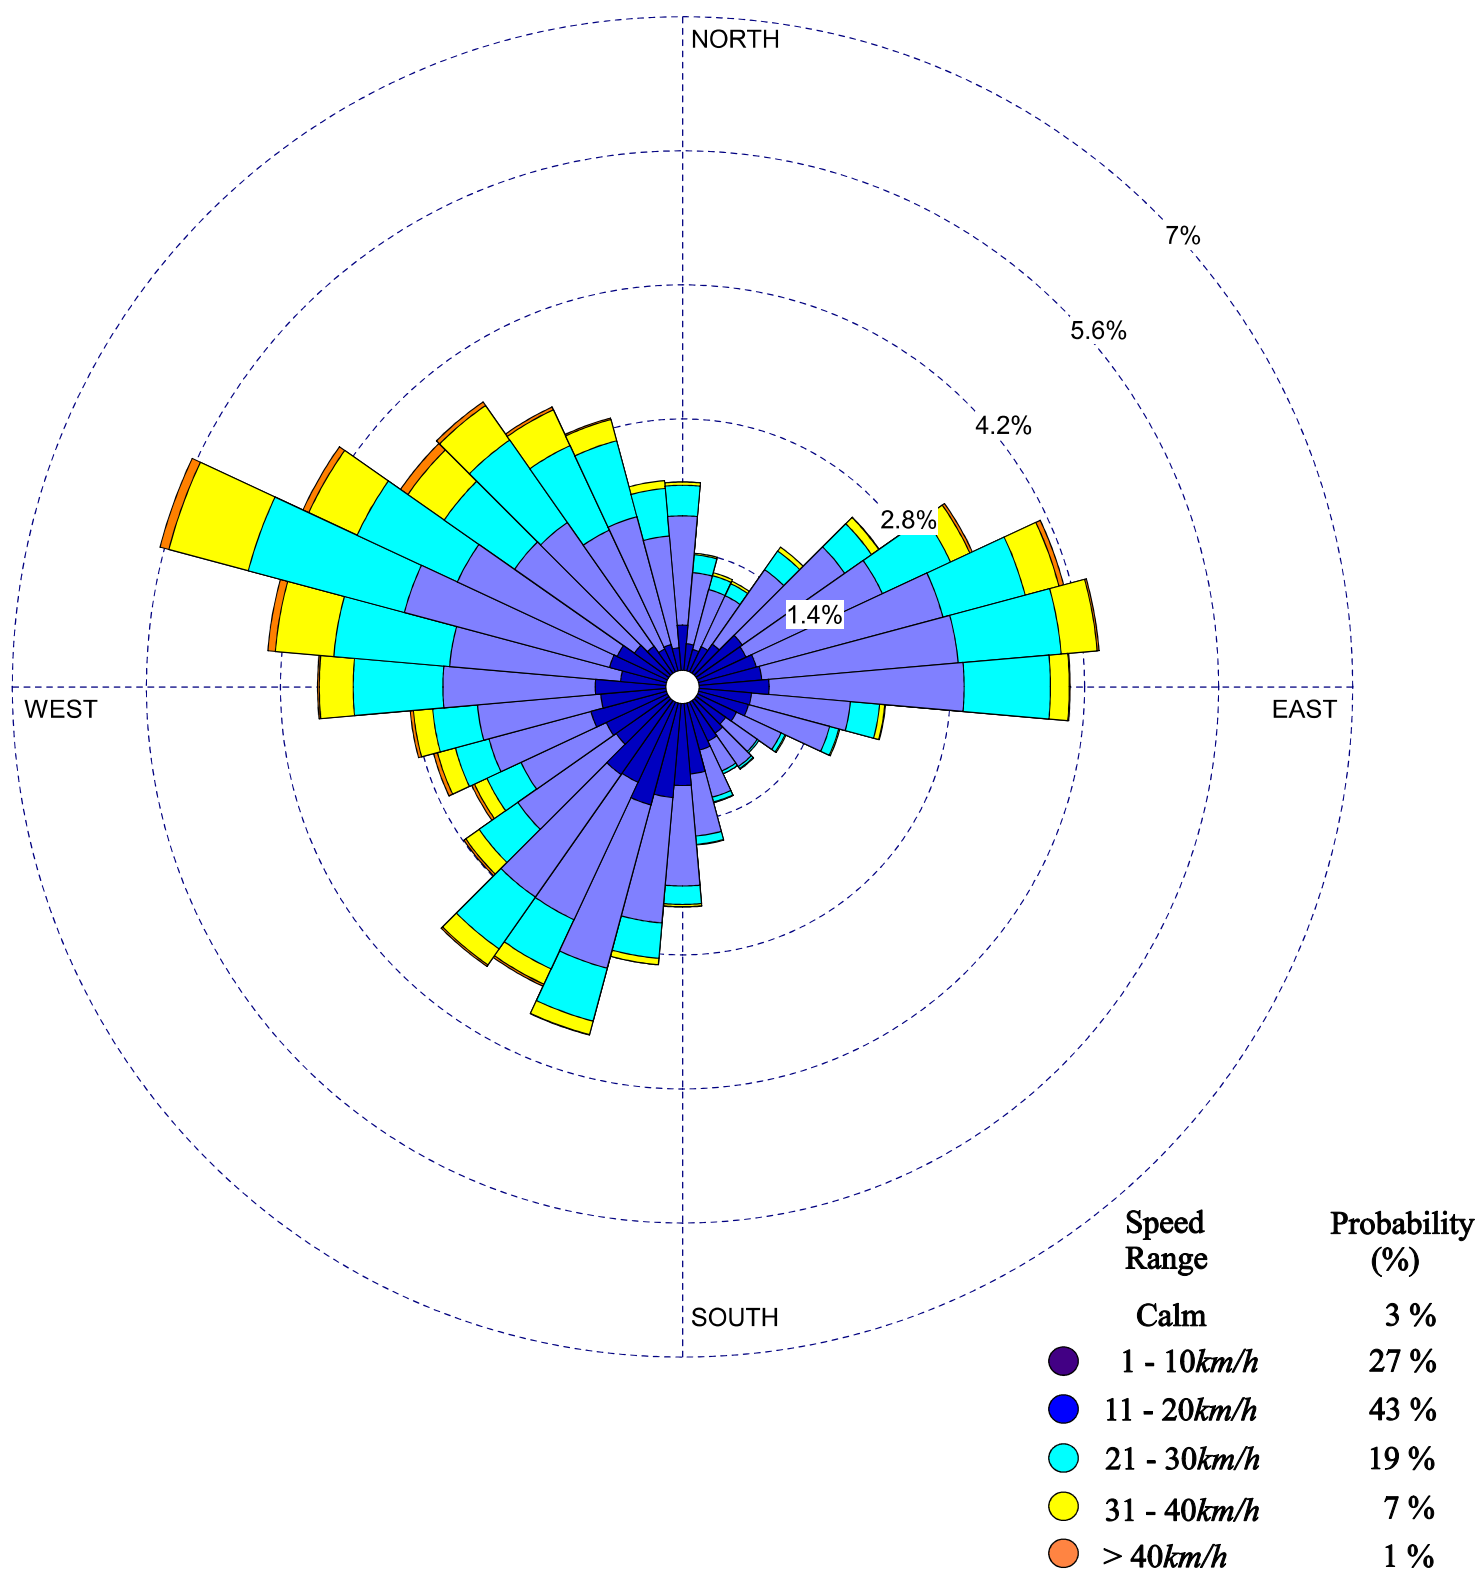 NORTH
7%
5.6%
4.2%
2.8%
1.4%
WEST
EAST
SOUTH
Speed Range Probability (%)
Calm 3 %
1 - 10km/h 27 %
11 - 20km/h 43 %
21 - 30km/h 19 %
31 - 40km/h 7 %
> 40km/h 1 %